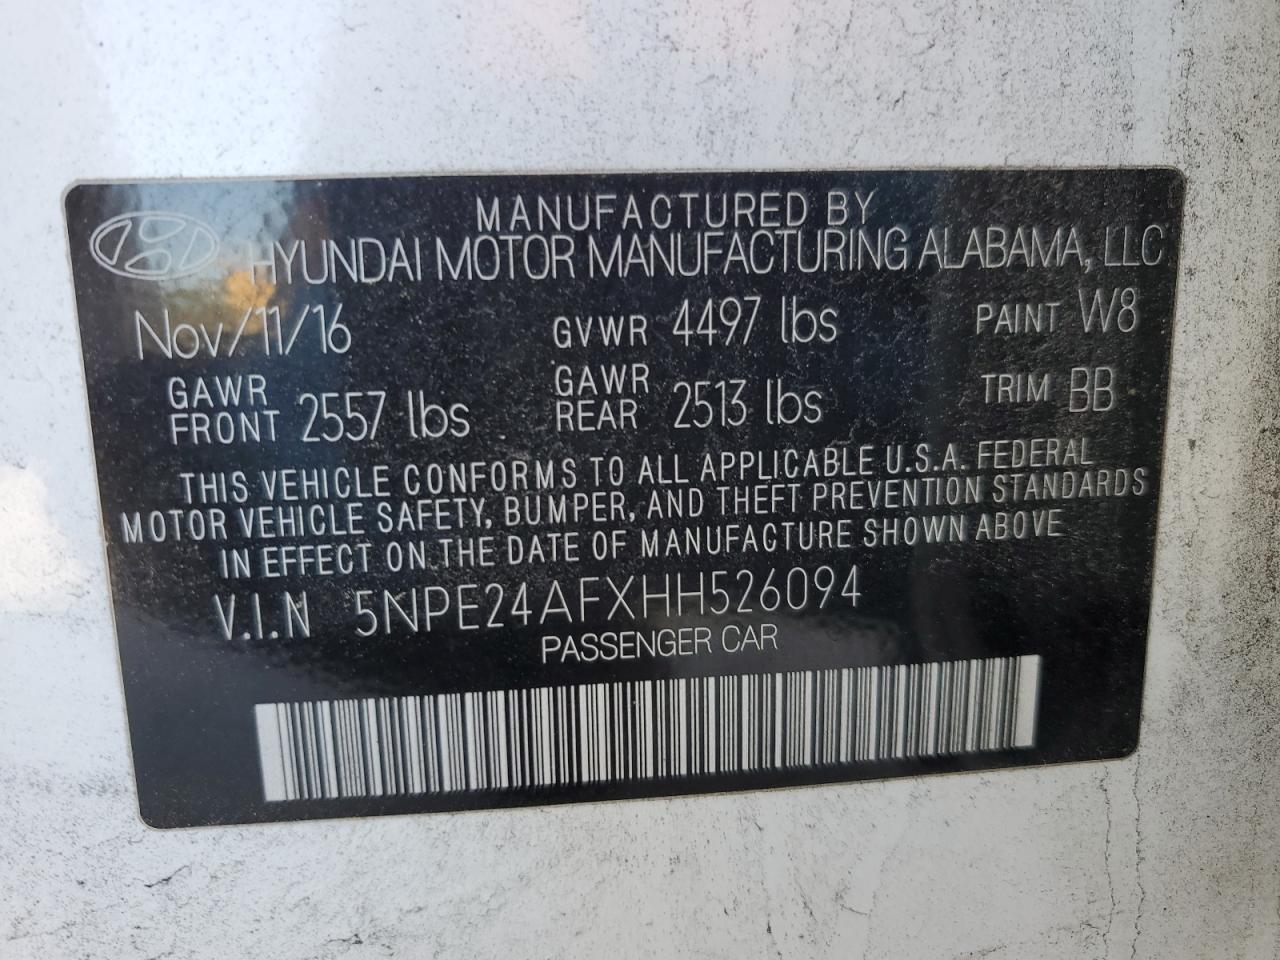 MANUFACTURED BY
HYUNDAI MOTOR MANUFACTURING ALABAMA, LLC
Nov/11/16 GVWR 4497 lbs PAINT W8
GAWR FRONT 2557 lbs GAWR REAR 2513 lbs TRIM BB
THIS VEHICLE CONFORMS TO ALL APPLICABLE U.S.A. FEDERAL
MOTOR VEHICLE SAFETY, BUMPER, AND THEFT PREVENTION STANDARDS
IN EFFECT ON THE DATE OF MANUFACTURE SHOWN ABOVE
V.I.N 5NPE24AFXHH526094
PASSENGER CAR